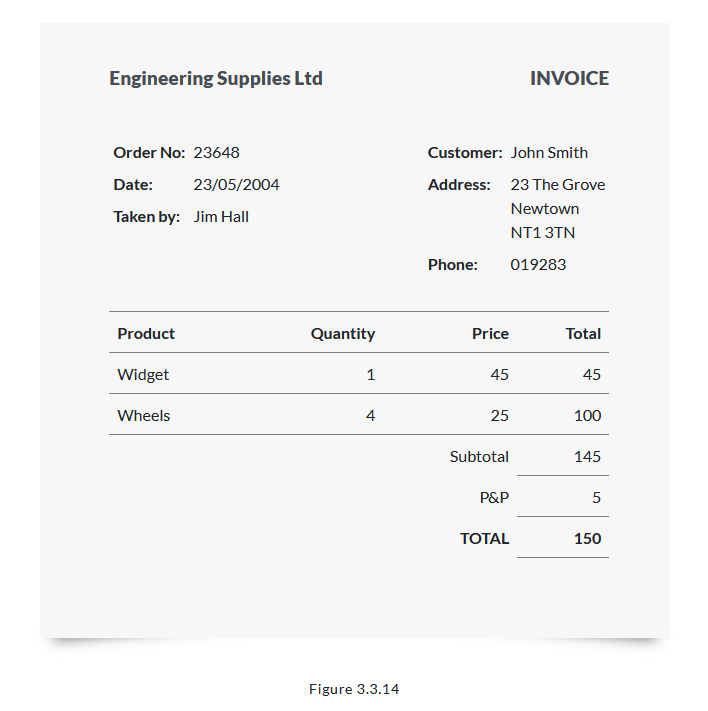 Engineering Supplies Ltd INVOICE
Order No: 23648 Customer: John Smith
Date: 23/05/2004 Address: 23 The Grove
Newtown
Taken by: Jim Hall
NT1 3TN
Phone: 019283
Product Quantity Price Total
Widget 1 45 45
Wheels 4 25 100
Subtotal 145
P&P 5
TOTAL 150
Figure 3.3.14